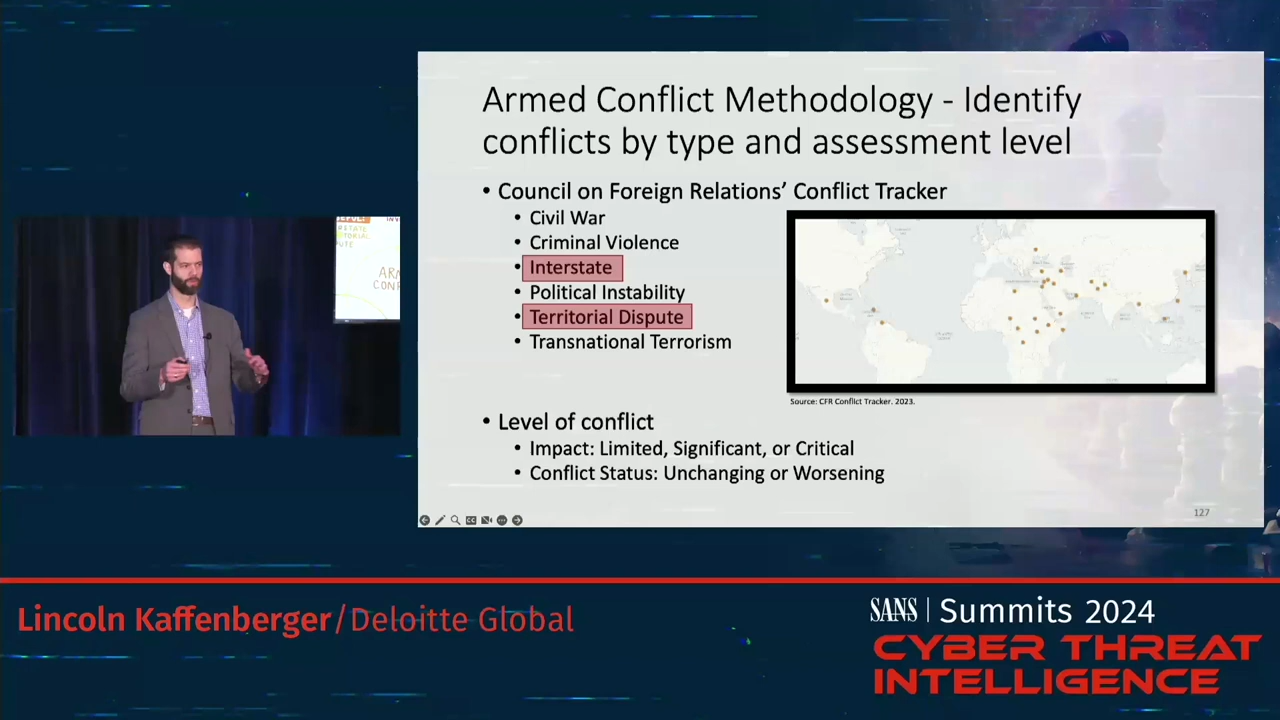 Armed Conflict Methodology - Identify
conflicts by type and assessment level
• Council on Foreign Relations’ Conflict Tracker
• Civil War
• Criminal Violence
• Interstate
• Political Instability
• Territorial Dispute
• Transnational Terrorism
Source: CFR Conflict Tracker. 2023.
• Level of conflict
• Impact: Limited, Significant, or Critical
• Conflict Status: Unchanging or Worsening
127
Lincoln Kaffenberger/Deloitte Global
SANS | Summits 2024
CYBER THREAT
INTELLIGENCE